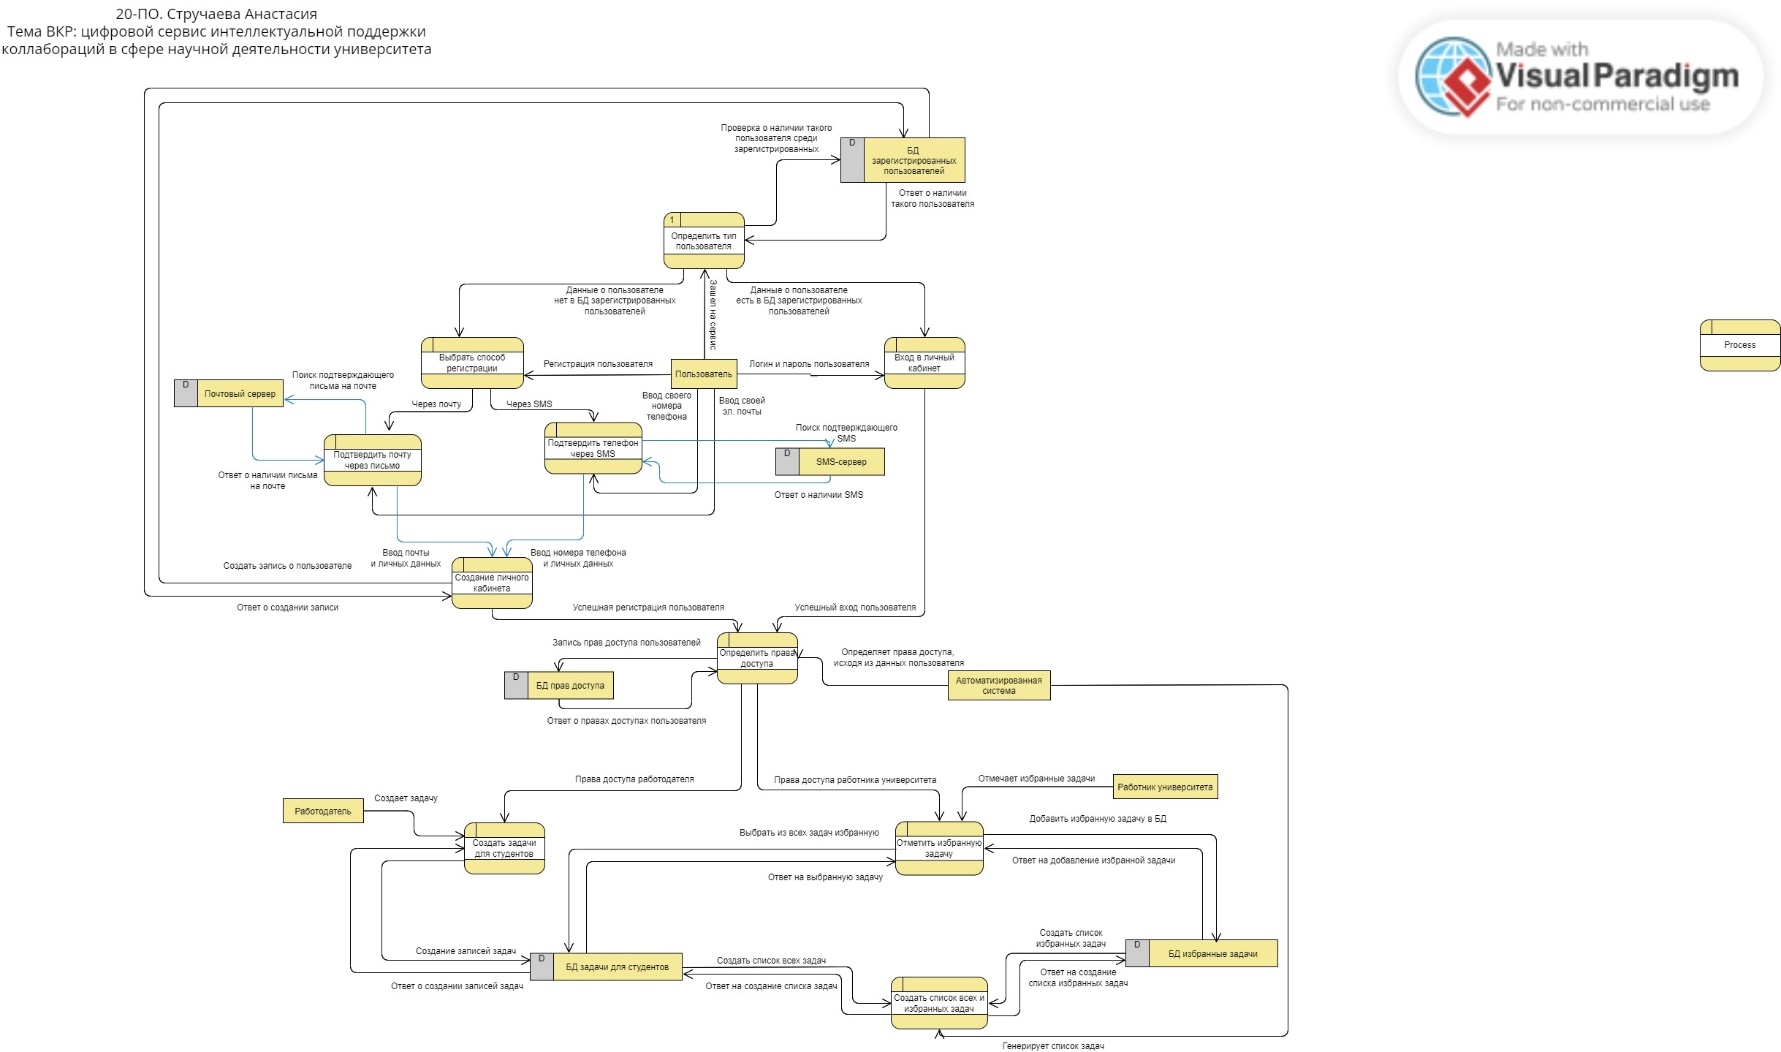 20-ПО. Стручаева Анастасия
Тема ВКР: цифровой сервис интеллектуальной поддержки
коллабораций в сфере научной деятельности университета
Made with
Visual Paradigm
For non-commercial use
Проверка о наличии такого
пользователя среди
зарегистрированных
D
БД
зарегистрированных
пользователей
Ответ о наличии
такого пользователя
1
Определить тип
пользователя
Данные о пользователе
нет в БД зарегистрированных
пользователей
Зашел на сервис
Данные о пользователе
есть в БД зарегистрированных
пользователей
Process
Выбрать способ
регистрации
Регистрация пользователя
Пользователь
Логин и пароль пользователя
Вход в личный
кабинет
Поиск подтверждающего
письма на почте
D
Почтовый сервер
Через почту
Через SMS
Ввод своего
номера
телефона
Ввод своей
эл. почты
Поиск подтверждающего
SMS
Подтвердить почту
через письмо
Подтвердить телефон
через SMS
D
SMS-сервер
Ответ о наличии письма
на почте
Ответ о наличии SMS
Ввод почты
и личных данных
Ввод номера телефона
и личных данных
Создать запись о пользователе
Создание личного
кабинета
Ответ о создании записи
Успешная регистрация пользователя
Успешный вход пользователя
Запись прав доступа пользователей
Определить права
доступа
Определяет права доступа,
исходя из данных пользователя
D
БД прав доступа
Автоматизированная
система
Ответ о правах доступах пользователя
Права доступа работодателя
Права доступа работника университета
Отмечает избранные задачи
Работник университета
Работодатель
Создает задачу
Добавить избранную задачу в БД
Создать задачи
для студентов
Выбрать из всех задач избранную
Отметить избранную
задачу
Ответ на добавление избранной задачи
Ответ на выбранную задачу
Создание записей задач
D
БД задачи для студентов
Создать список всех задач
Создать список
избранных задач
D
БД избранные задачи
Ответ о создании записей задач
Ответ на создание списка задач
Создать список всех и
избранных задач
Ответ на создание
списка избранных задач
Генерирует список задач